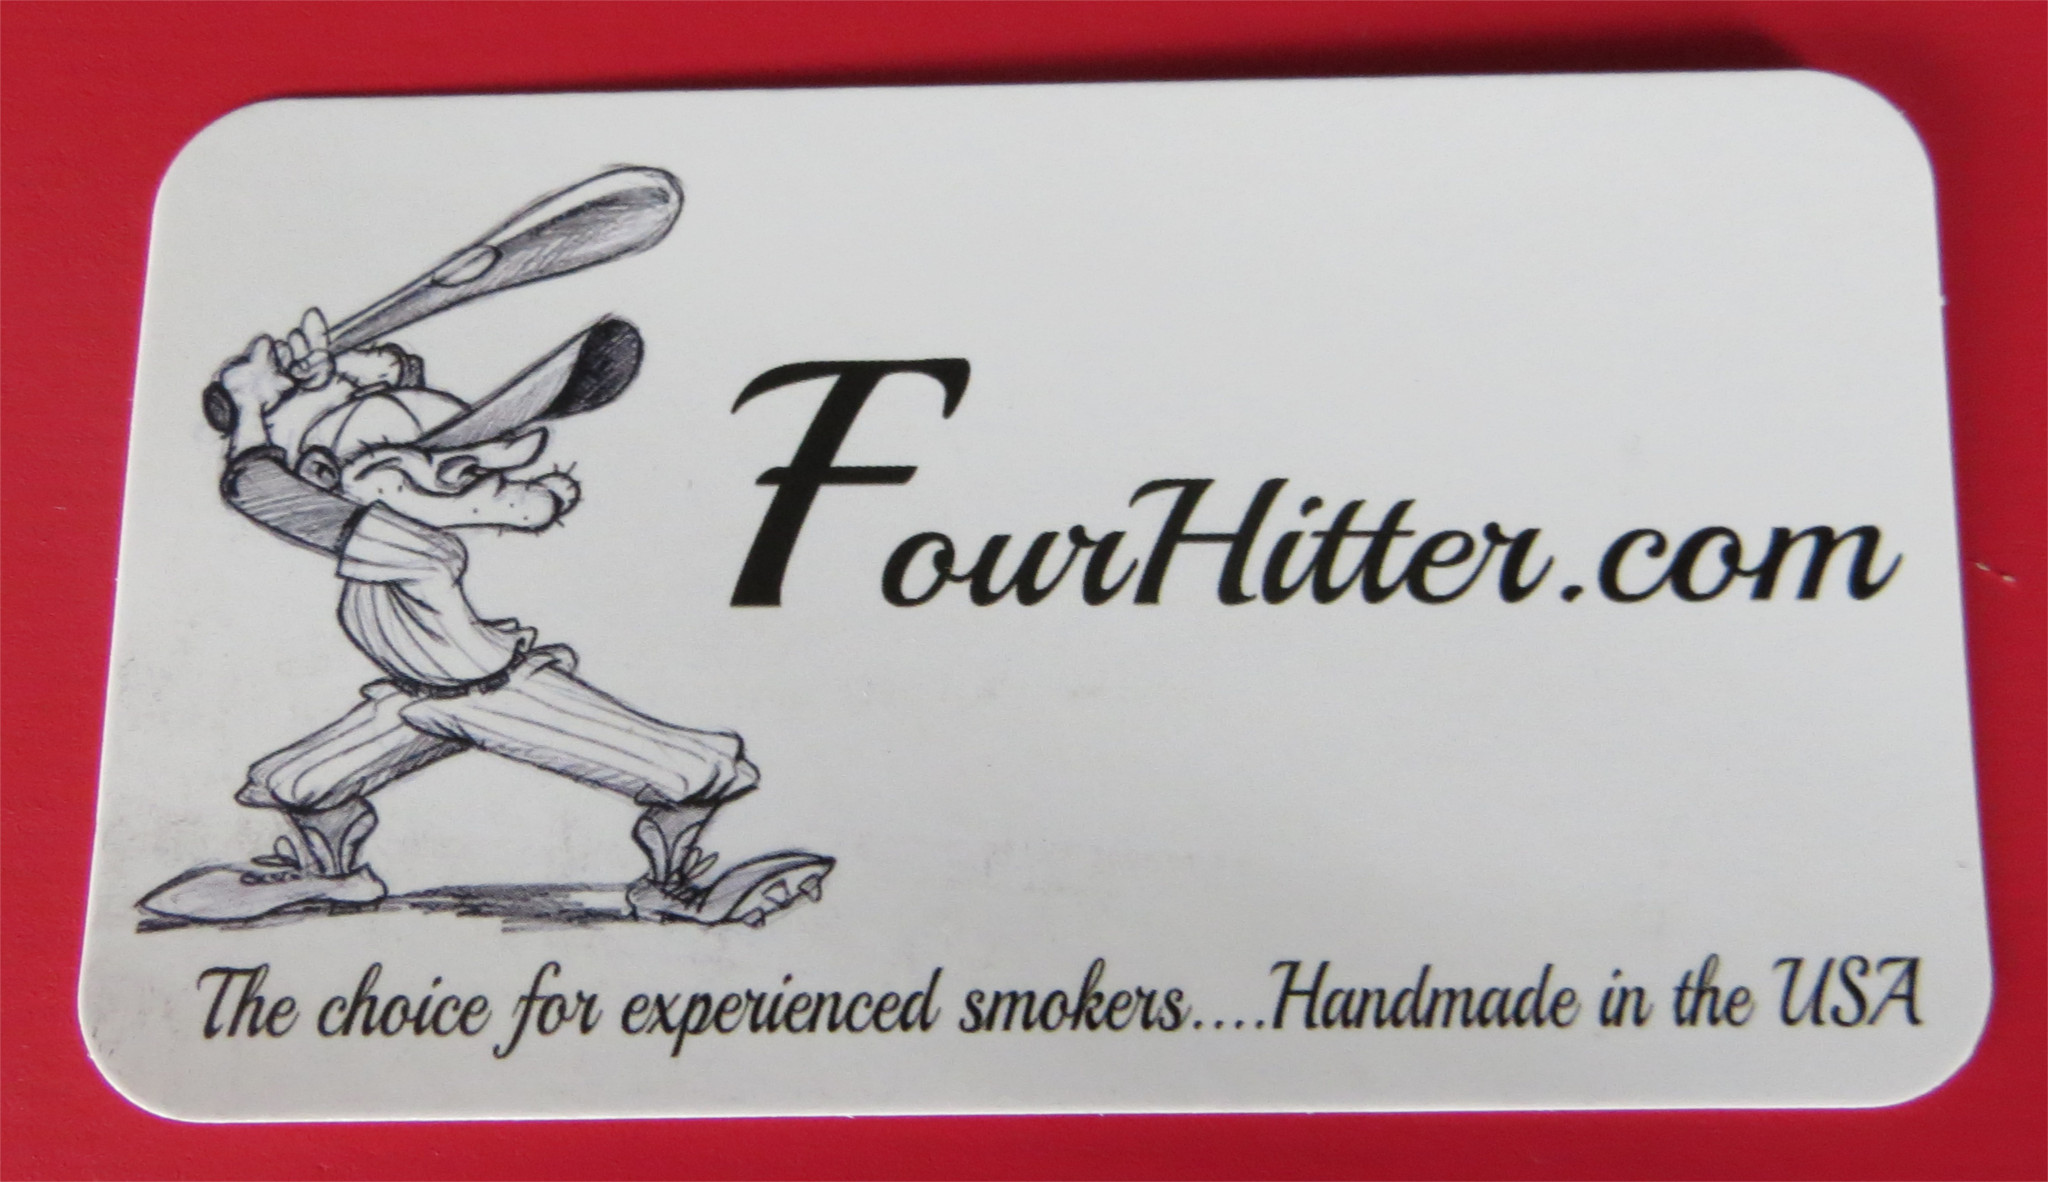 FourHitter.com
The choice for experienced smokers....Handmade in the USA